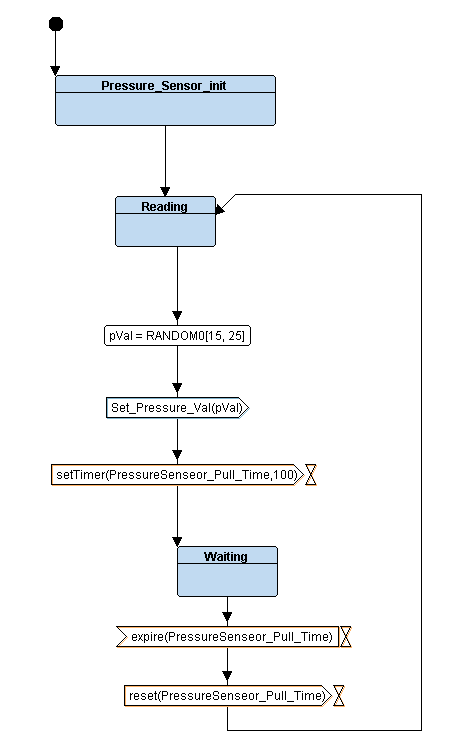 Pressure_Sensor_init
Reading
pVal = RANDOM0[15, 25]
Set_Pressure_Val(pVal)
setTimer(PressureSenseor_Pull_Time,100)
Waiting
expire(PressureSenseor_Pull_Time)
reset(PressureSenseor_Pull_Time)